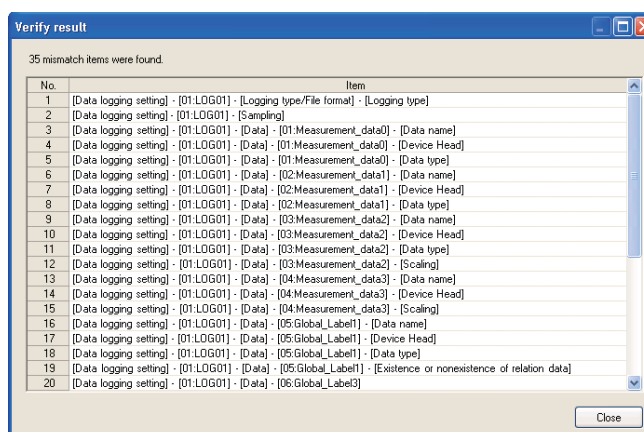 Verify result
35 mismatch items were found.
No. Item
1 [Data logging setting] - [01:LOG01] - [Logging type/File format] - [Logging type]
2 [Data logging setting] - [01:LOG01] - [Sampling]
3 [Data logging setting] - [01:LOG01] - [Data] - [01:Measurement_data0] - [Data name]
4 [Data logging setting] - [01:LOG01] - [Data] - [01:Measurement_data0] - [Device Head]
5 [Data logging setting] - [01:LOG01] - [Data] - [01:Measurement_data0] - [Data type]
6 [Data logging setting] - [01:LOG01] - [Data] - [02:Measurement_data1] - [Data name]
7 [Data logging setting] - [01:LOG01] - [Data] - [02:Measurement_data1] - [Device Head]
8 [Data logging setting] - [01:LOG01] - [Data] - [02:Measurement_data1] - [Data type]
9 [Data logging setting] - [01:LOG01] - [Data] - [03:Measurement_data2] - [Data name]
10 [Data logging setting] - [01:LOG01] - [Data] - [03:Measurement_data2] - [Device Head]
11 [Data logging setting] - [01:LOG01] - [Data] - [03:Measurement_data2] - [Data type]
12 [Data logging setting] - [01:LOG01] - [Data] - [03:Measurement_data2] - [Scaling]
13 [Data logging setting] - [01:LOG01] - [Data] - [04:Measurement_data3] - [Data name]
14 [Data logging setting] - [01:LOG01] - [Data] - [04:Measurement_data3] - [Device Head]
15 [Data logging setting] - [01:LOG01] - [Data] - [04:Measurement_data3] - [Scaling]
16 [Data logging setting] - [01:LOG01] - [Data] - [05:Global_Label1] - [Data name]
17 [Data logging setting] - [01:LOG01] - [Data] - [05:Global_Label1] - [Device Head]
18 [Data logging setting] - [01:LOG01] - [Data] - [05:Global_Label1] - [Data type]
19 [Data logging setting] - [01:LOG01] - [Data] - [05:Global_Label1] - [Existence or nonexistence of relation data]
20 [Data logging setting] - [01:LOG01] - [Data] - [06:Global_Label3]
Close